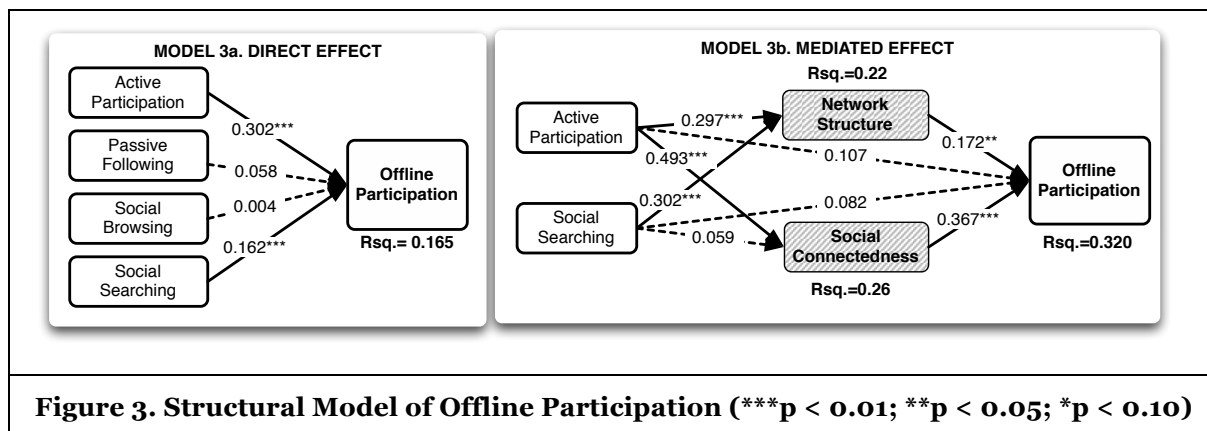 MODEL 3a. DIRECT EFFECT
Active
Participation
Passive
Following
Social
Browsing
Social
Searching
0.302***
0.058
0.004
0.162***
Offline
Participation
Rsq.= 0.165
MODEL 3b. MEDIATED EFFECT
Rsq.=0.22
Active
Participation
Social
Searching
0.297***
0.493***
0.302***
0.059
Network
Structure
0.107
0.082
Social
Connectedness
Rsq.=0.26
0.172**
0.367***
Offline
Participation
Rsq.=0.320
Figure 3. Structural Model of Offline Participation (***p < 0.01; **p < 0.05; *p < 0.10)